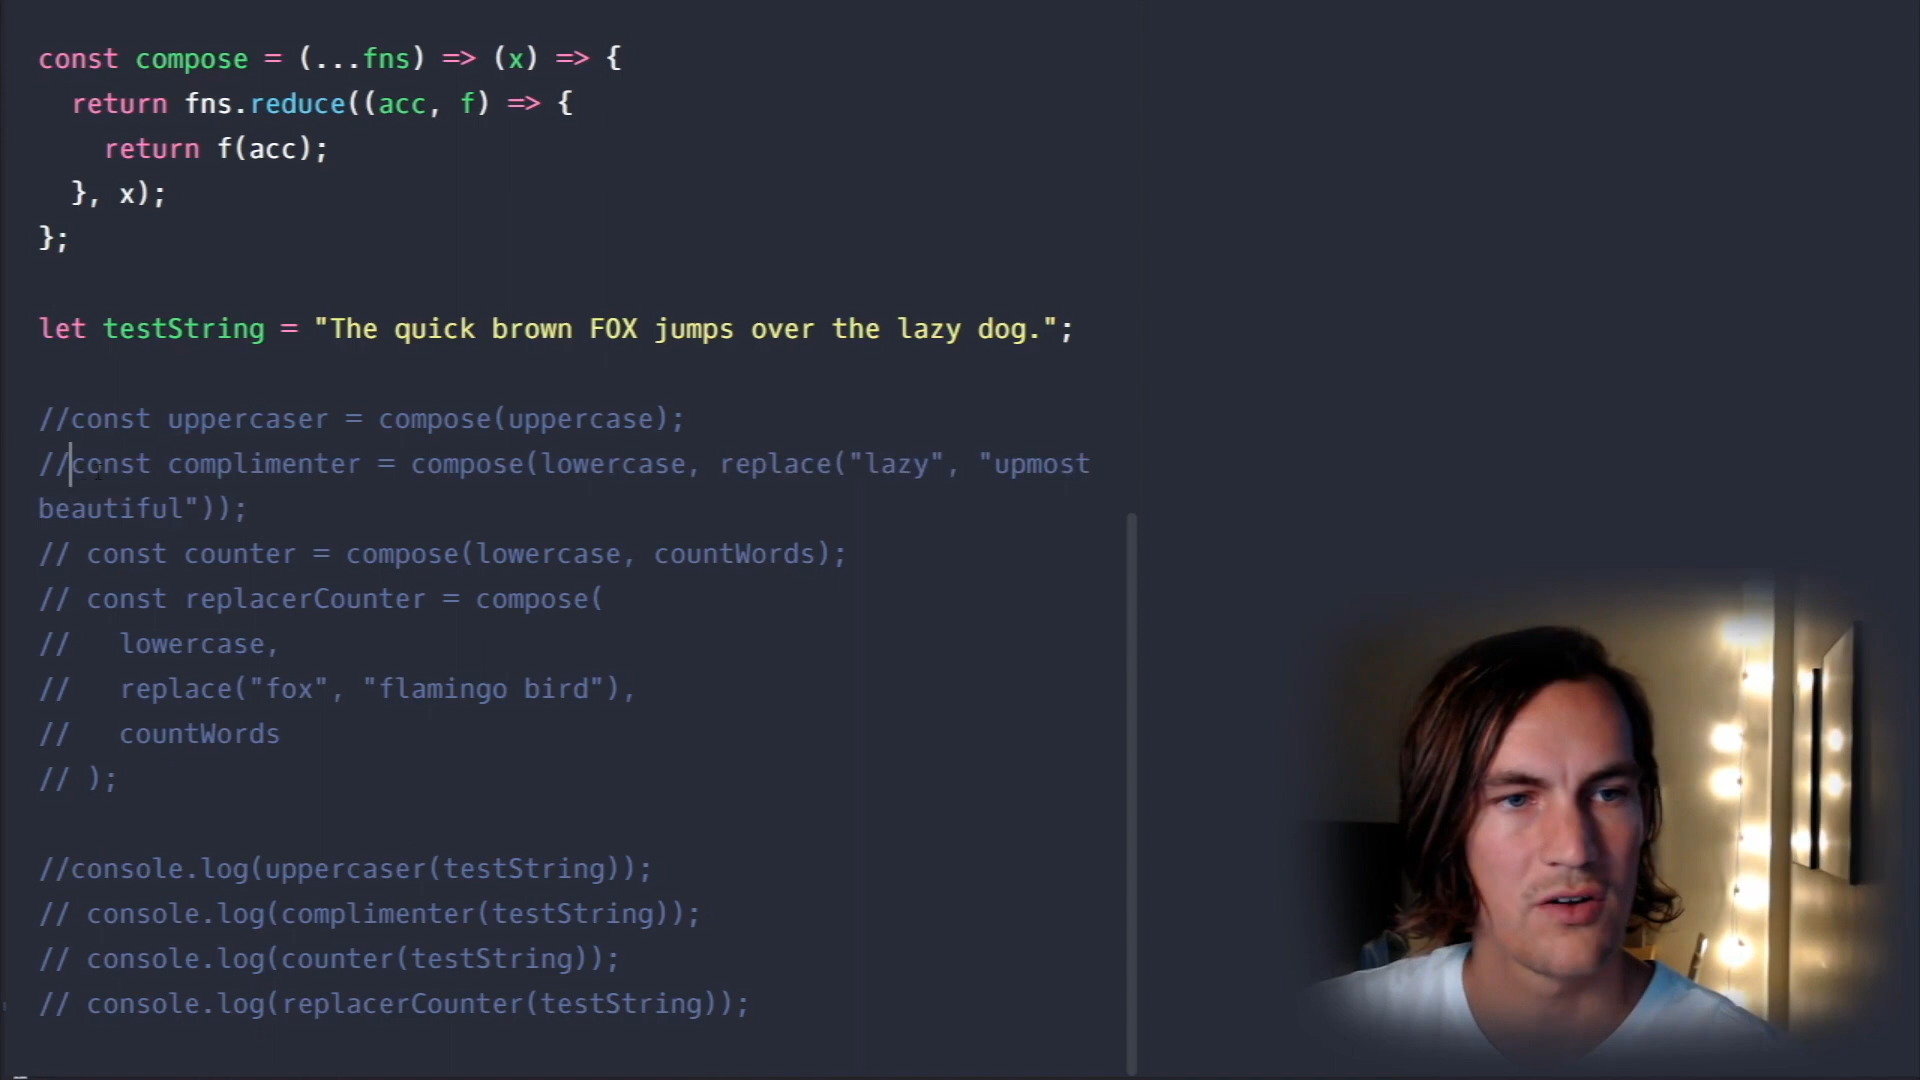 const compose = (...fns) => (x) => {
return fns.reduce((acc, f) => {
return f(acc);
}, x);
};
let testString = "The quick brown FOX jumps over the lazy dog.";
//const uppercaser = compose(uppercase);
//const complimenter = compose(lowercase, replace("lazy", "upmost
beautiful"));
// const counter = compose(lowercase, countWords);
// const replacerCounter = compose(
//   lowercase,
//   replace("fox", "flamingo bird"),
//   countWords
// );
//console.log(uppercaser(testString));
// console.log(complimenter(testString));
// console.log(counter(testString));
// console.log(replacerCounter(testString));